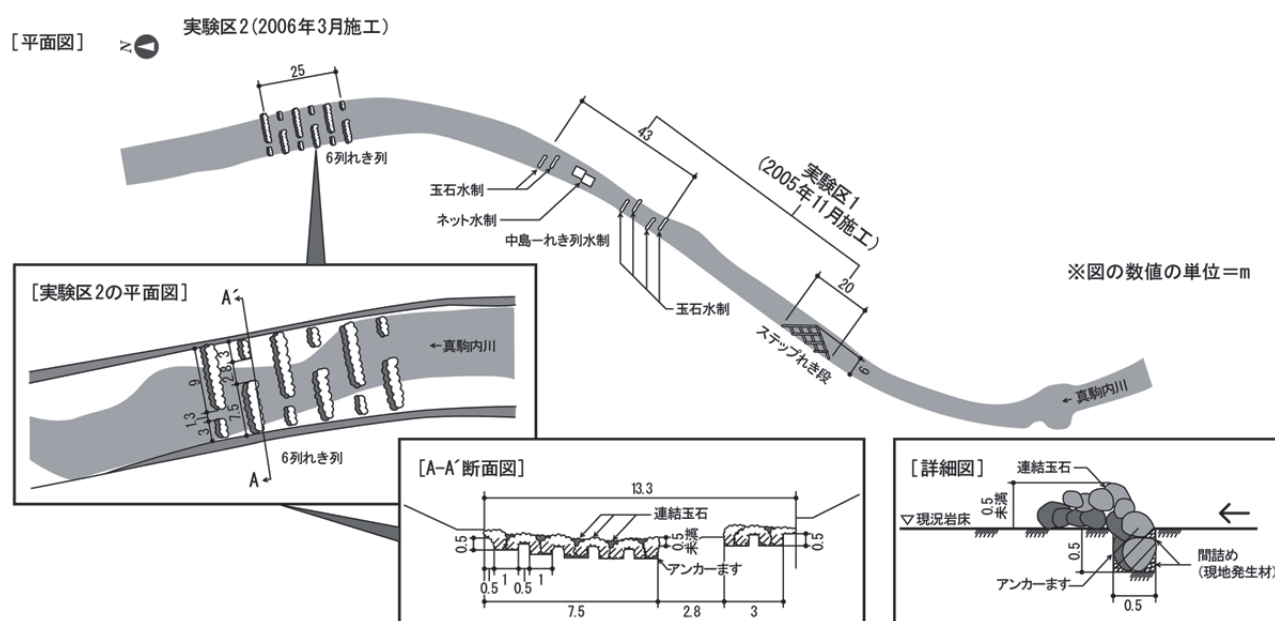 [平面図]
N
実験区2(2006年3月施工)
25
6列れき列
43
玉石水制
ネット水制
中島ーれき列水制
玉石水制
実験区1
(2005年11月施工)
20
ステップれき段
6
←真駒内川
※図の数値の単位=m
[実験区2の平面図]
A´
←真駒内川
9
1.3
3
3
2.8
7.5
6列れき列
A
[A-A´断面図]
13.3
連結玉石
0.5
0.5
未満
0.5
アンカーます
0.5
1
0.5
1
7.5
2.8
3
[詳細図]
連結玉石
0.5
未満
▽現況岩床
0.5
アンカーます
0.5
間詰め
(現地発生材)